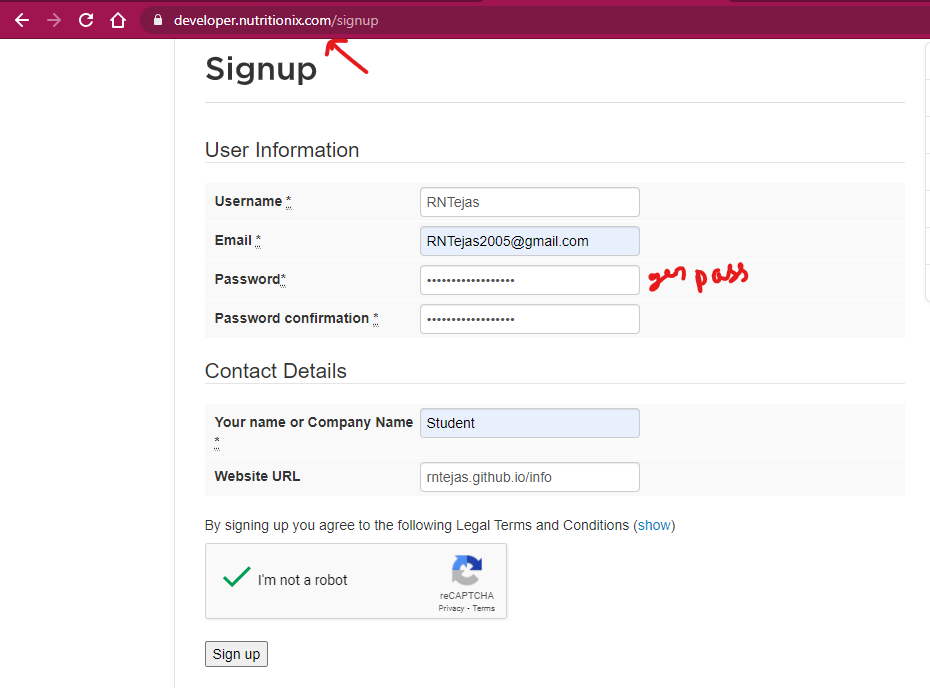 developer.nutritionix.com/signup
Signup
User Information
Username *
RNTejas
Email *
RNTejas2005@gmail.com
Password*
•••••••••••••••••• gen pass
Password confirmation *
••••••••••••••••••
Contact Details
Your name or Company Name
*
Student
Website URL
rntejas.github.io/info
By signing up you agree to the following Legal Terms and Conditions (show)
I'm not a robot
reCAPTCHA
Privacy - Terms
Sign up